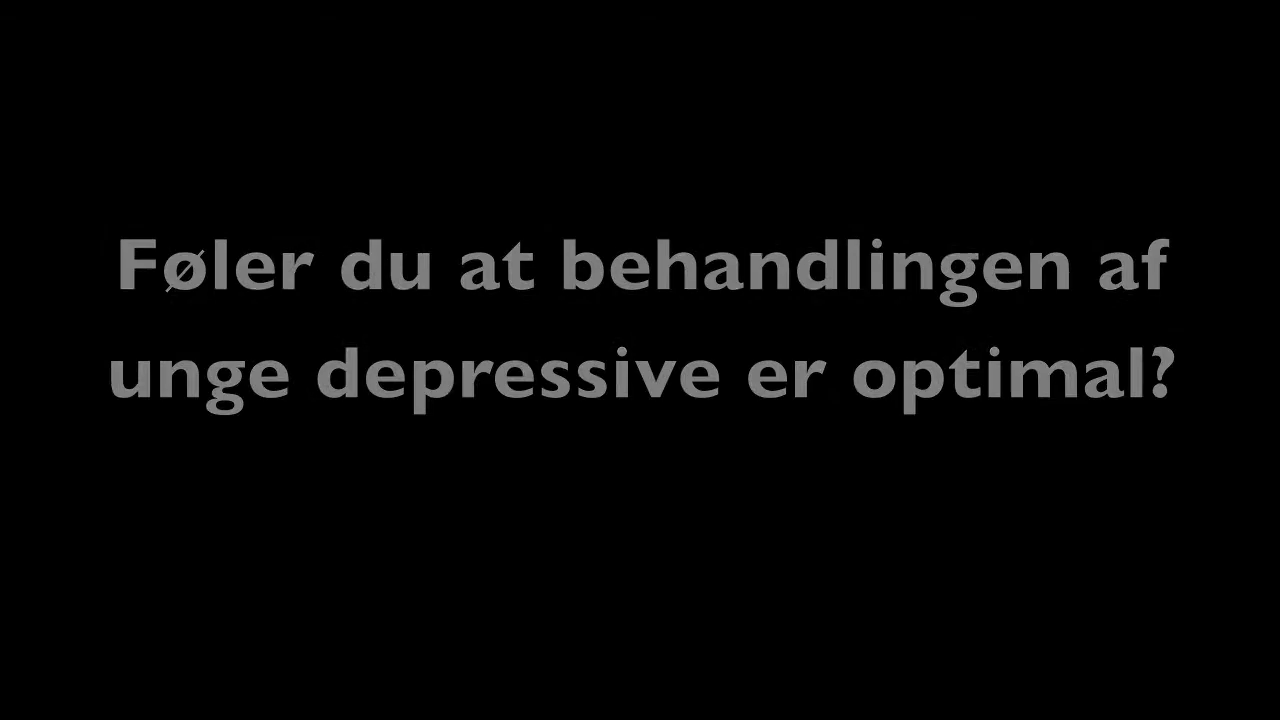 Føler du at behandlingen af
unge depressive er optimal?